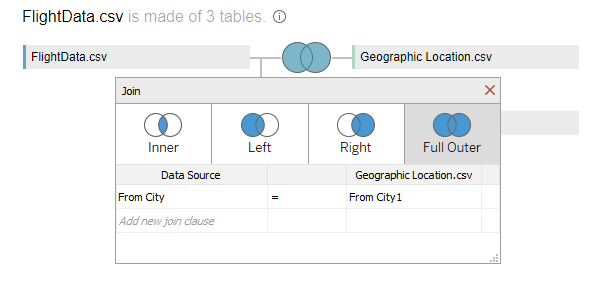 FlightData.csv is made of 3 tables.
FlightData.csv
Geographic Location.csv
Join
Inner
Left
Right
Full Outer
Data Source
Geographic Location.csv
From City
=
From City1
Add new join clause